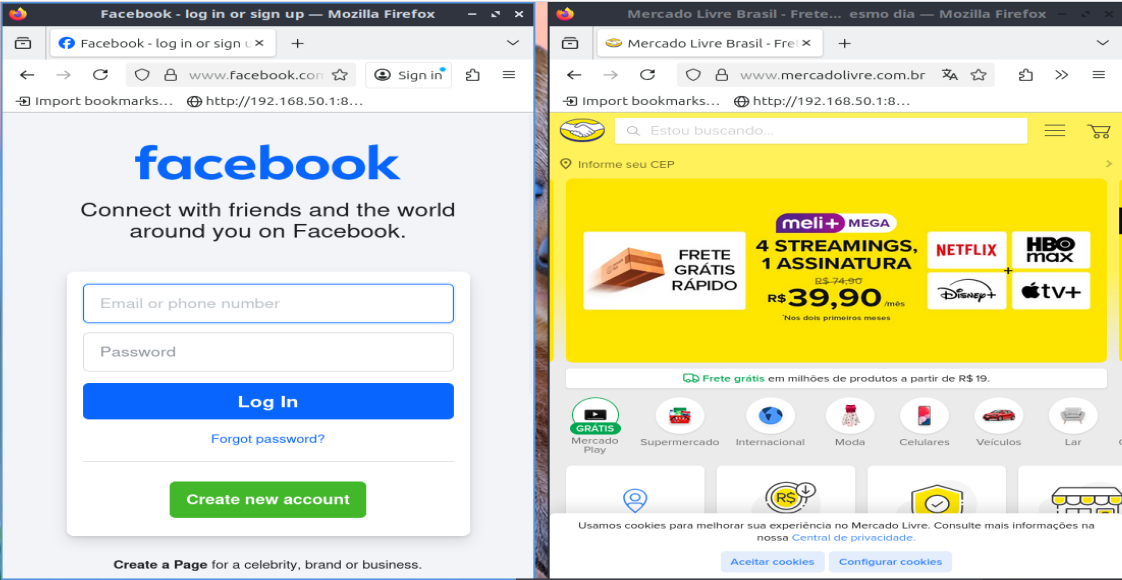 Facebook - log in or sign up — Mozilla Firefox
Facebook - log in or sign u
www.facebook.con
Sign in
Import bookmarks...
http://192.168.50.1:8...
facebook
Connect with friends and the world
around you on Facebook.
Email or phone number
Password
Log In
Forgot password?
Create new account
Create a Page for a celebrity, brand or business.
Mercado Livre Brasil - Frete... esmo dia — Mozilla Firefox
Mercado Livre Brasil - Fre
www.mercadolivre.com.br
Import bookmarks...
http://192.168.50.1:8...
Estou buscando...
Informe seu CEP
FRETE
GRÁTIS
RÁPIDO
meli+ MEGA
4 STREAMINGS,
1 ASSINATURA
R$ 74,90
R$ 39,90 /mês
*Nos dois primeiros meses
NETFLIX
HBO
max
+
Disney+
tv+
Frete grátis em milhões de produtos a partir de R$ 19.
GRÁTIS
Mercado
Play
Supermercado
Internacional
Moda
Celulares
Veículos
Lar
R$
Usamos cookies para melhorar sua experiência no Mercado Livre. Consulte mais informações na
nossa Central de privacidade.
Aceitar cookies
Configurar cookies